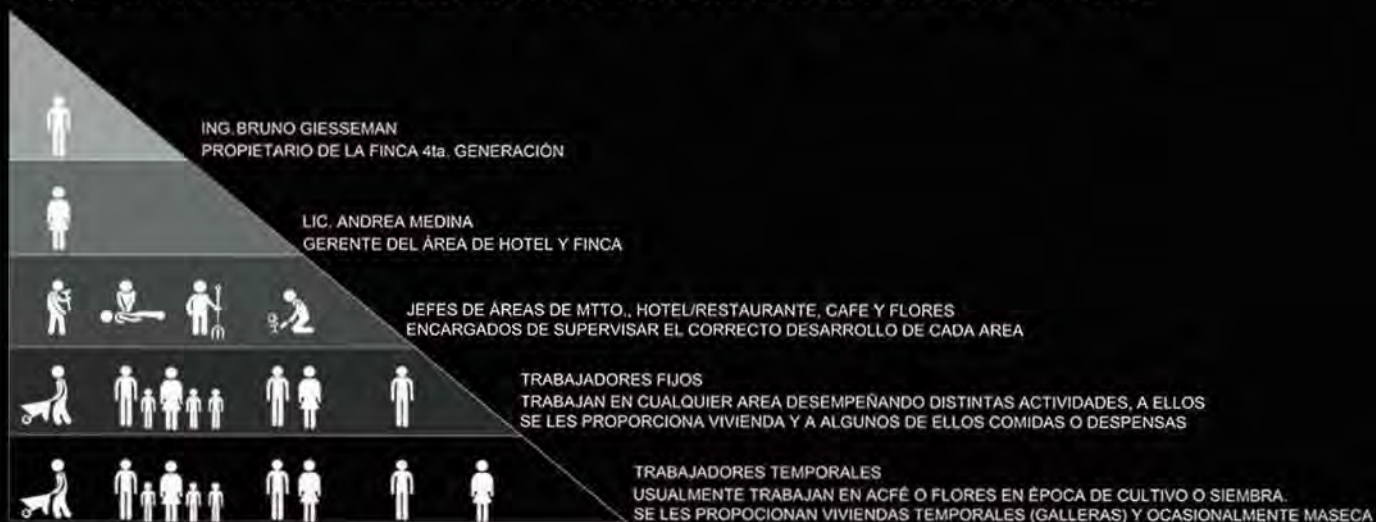 ING. BRUNO GIESSEMAN
PROPIETARIO DE LA FINCA 4ta. GENERACIÓN
LIC. ANDREA MEDINA
GERENTE DEL ÁREA DE HOTEL Y FINCA
JEFES DE ÁREAS DE MTTO., HOTEL/RESTAURANTE, CAFE Y FLORES
ENCARGADOS DE SUPERVISAR EL CORRECTO DESARROLLO DE CADA AREA
TRABAJADORES FIJOS
TRABAJAN EN CUALQUIER AREA DESEMPEÑANDO DISTINTAS ACTIVIDADES, A ELLOS
SE LES PROPORCIONA VIVIENDA Y A ALGUNOS DE ELLOS COMIDAS O DESPENSAS
TRABAJADORES TEMPORALES
USUALMENTE TRABAJAN EN ACFÉ O FLORES EN ÉPOCA DE CULTIVO O SIEMBRA.
SE LES PROPOCIONAN VIVIENDAS TEMPORALES (GALLERAS) Y OCASIONALMENTE MASECA